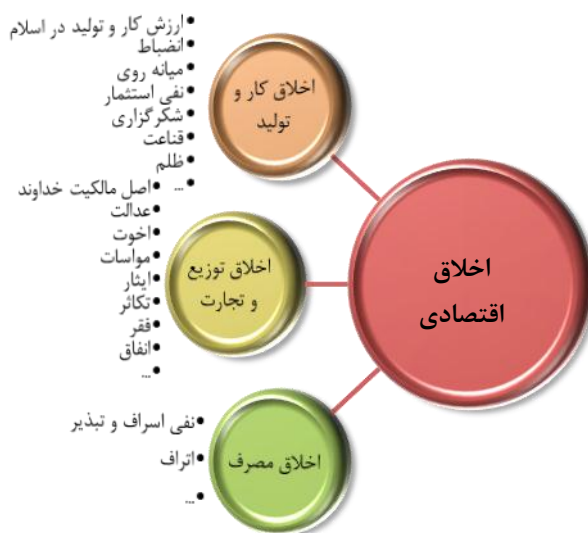 اخلاق
اقتصادی
اخلاق کار و
تولید
•ارزش کار و تولید در اسلام
•انضباط
•میانه روی
•نفی استثمار
•شکرگزاری
•قناعت
•ظلم
•...
اخلاق توزیع
و تجارت
•اصل مالکیت خداوند
•عدالت
•اخوت
•مواسات
•ایثار
•تکاثر
•فقر
•انفاق
•...
اخلاق مصرف
•نفی اسراف و تبذیر
•اتراف
•...